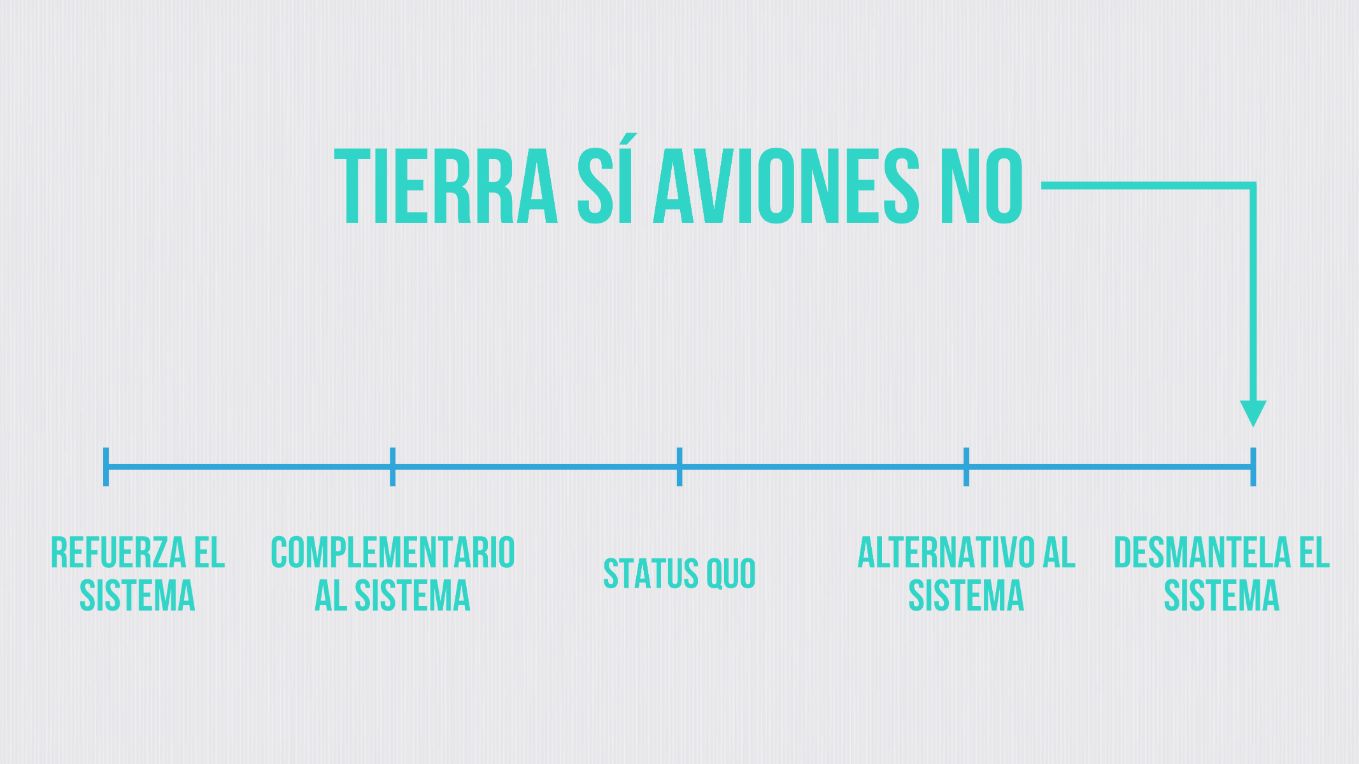 TIERRA SÍ AVIONES NO
REFUERZA EL
SISTEMA
COMPLEMENTARIO
AL SISTEMA
STATUS QUO
ALTERNATIVO AL
SISTEMA
DESMANTELA EL
SISTEMA